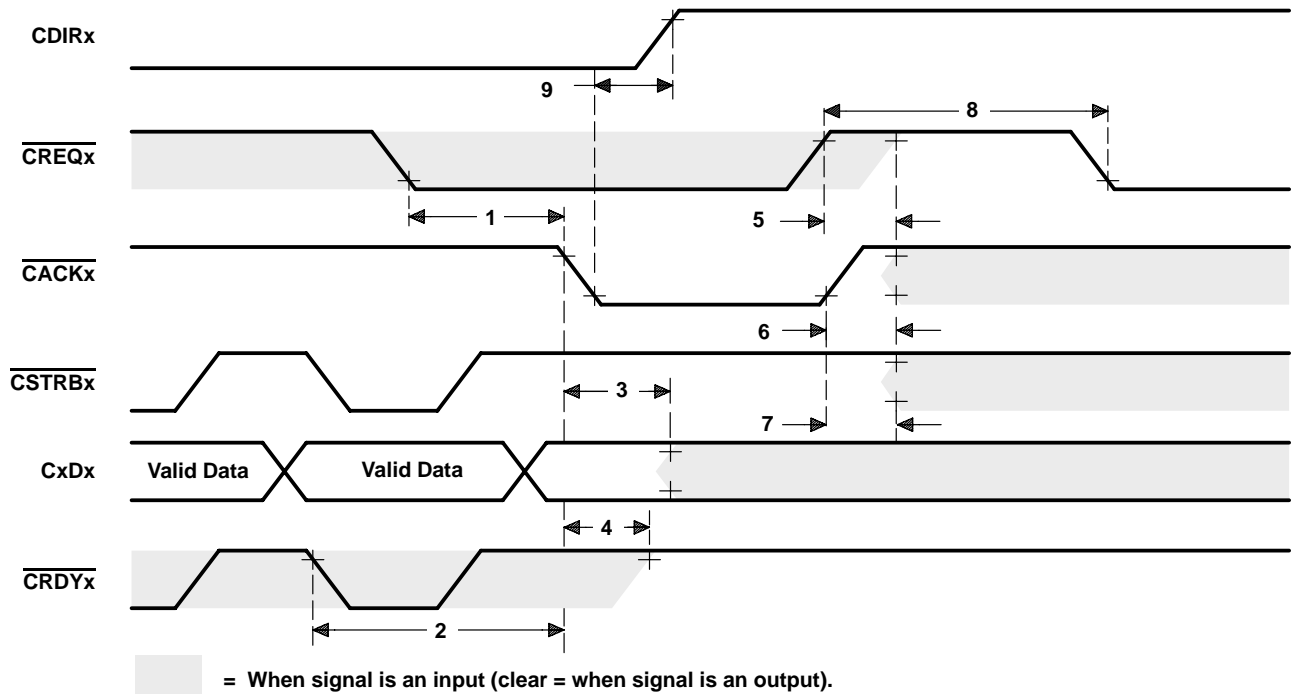 CDIRx
9
8
CREQx
1
5
CACKx
6
CSTRBx
3
7
CxDx
Valid Data
Valid Data
4
CRDYx
2
= When signal is an input (clear = when signal is an output).